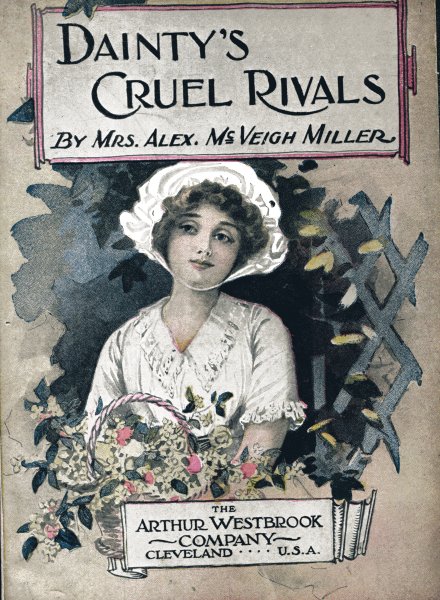 DAINTY'S
CRUEL RIVALS
BY MRS. ALEX. MCVEIGH MILLER
THE
ARTHUR WESTBROOK
COMPANY
CLEVELAND .... U.S.A.